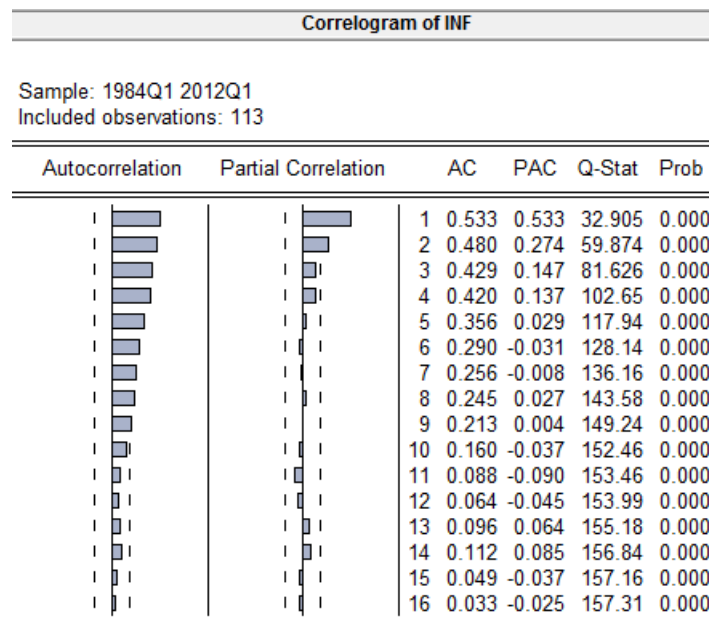 Correlogram of INF
Sample: 1984Q1 2012Q1
Included observations: 113
Autocorrelation Partial Correlation AC PAC Q-Stat Prob
1 0.533 0.533 32.905 0.000
2 0.480 0.274 59.874 0.000
3 0.429 0.147 81.626 0.000
4 0.420 0.137 102.65 0.000
5 0.356 0.029 117.94 0.000
6 0.290 -0.031 128.14 0.000
7 0.256 -0.008 136.16 0.000
8 0.245 0.027 143.58 0.000
9 0.213 0.004 149.24 0.000
10 0.160 -0.037 152.46 0.000
11 0.088 -0.090 153.46 0.000
12 0.064 -0.045 153.99 0.000
13 0.096 0.064 155.18 0.000
14 0.112 0.085 156.84 0.000
15 0.049 -0.037 157.16 0.000
16 0.033 -0.025 157.31 0.000